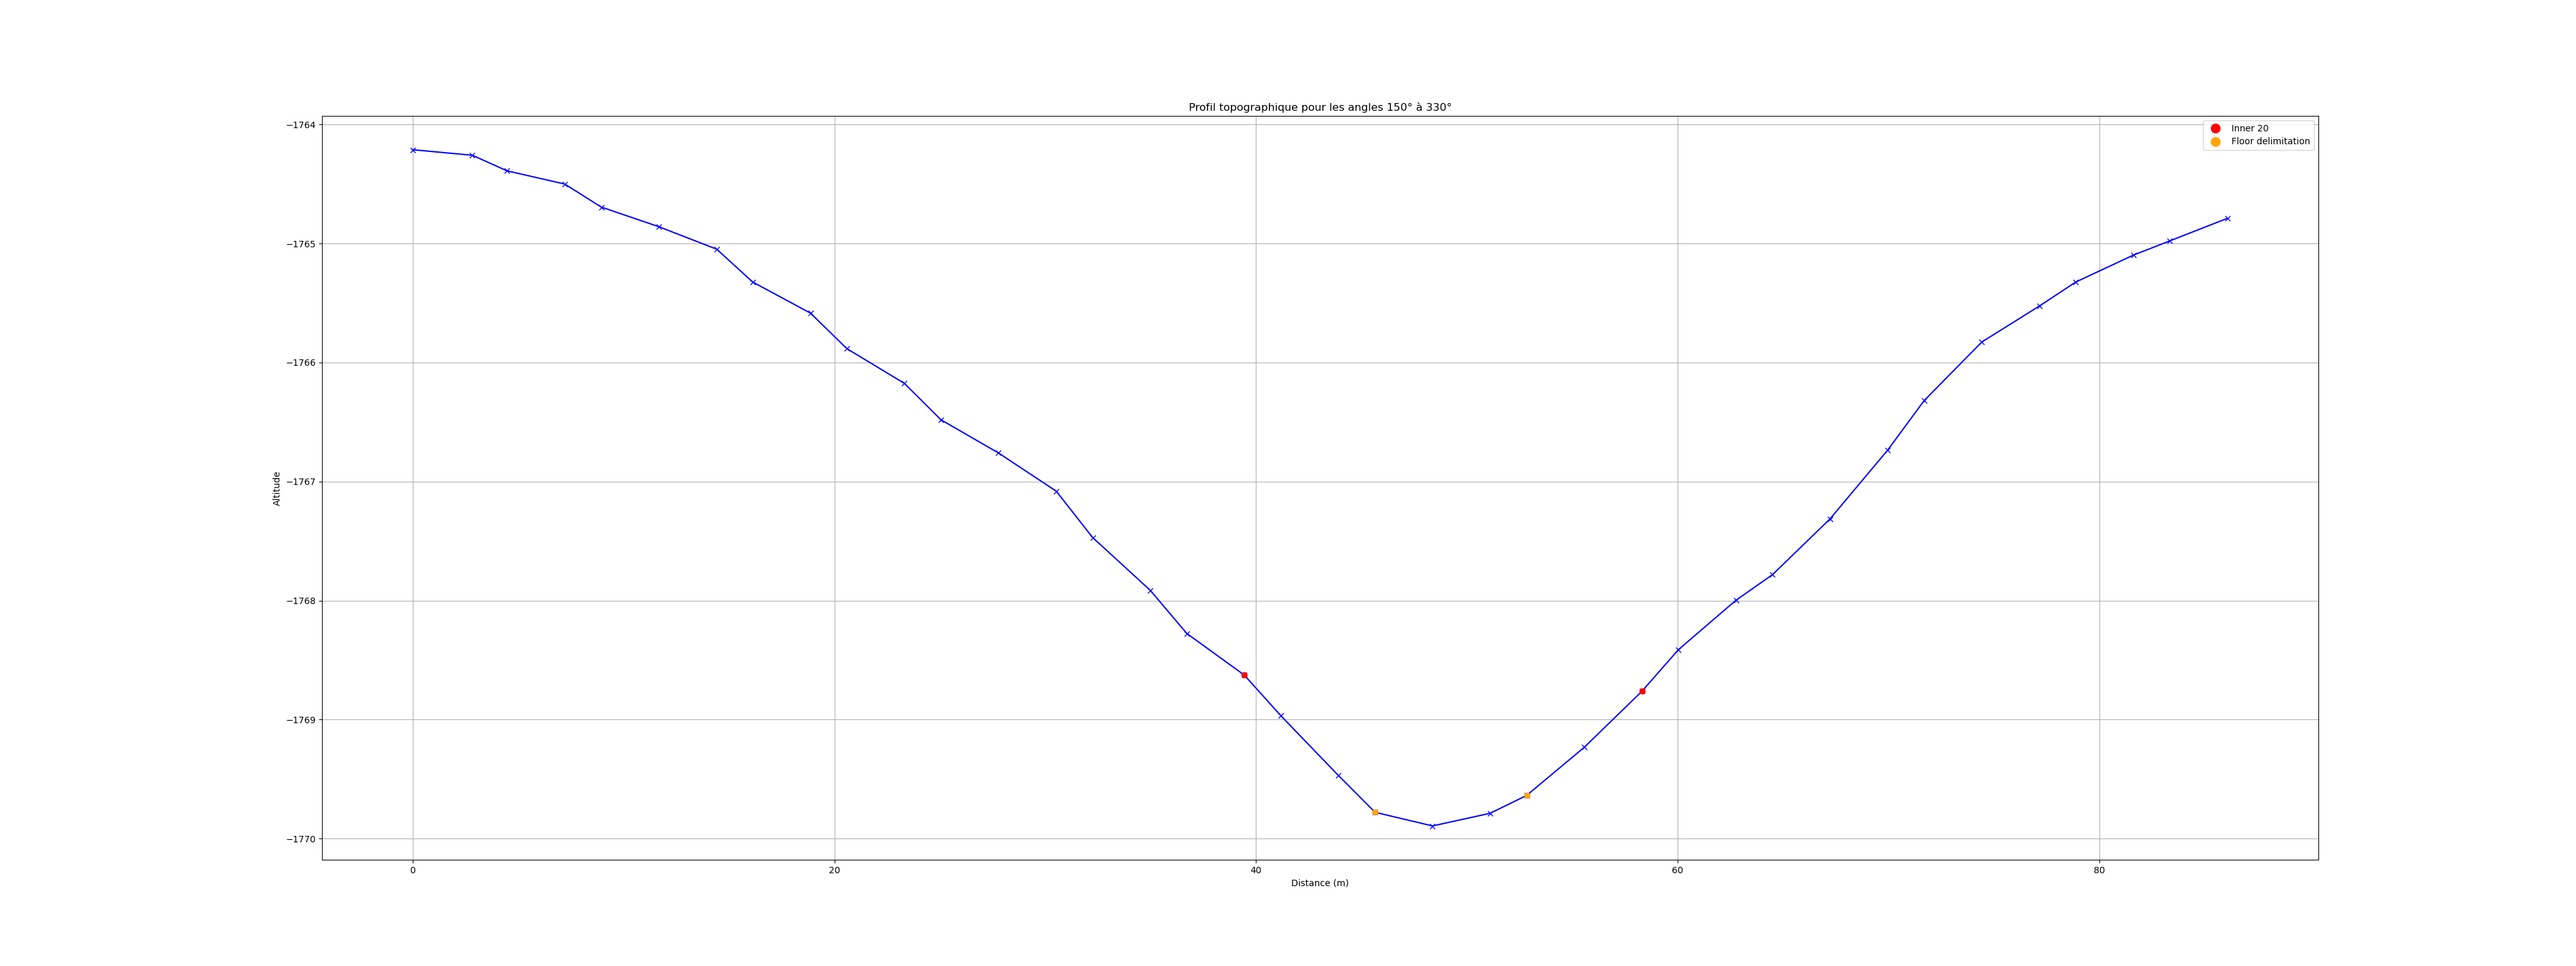 Profil topographique pour les angles 150° à 330°
Inner 20
Floor delimitation
Altitude
−1764
−1765
−1766
−1767
−1768
−1769
−1770
0
20
40
60
80
Distance (m)